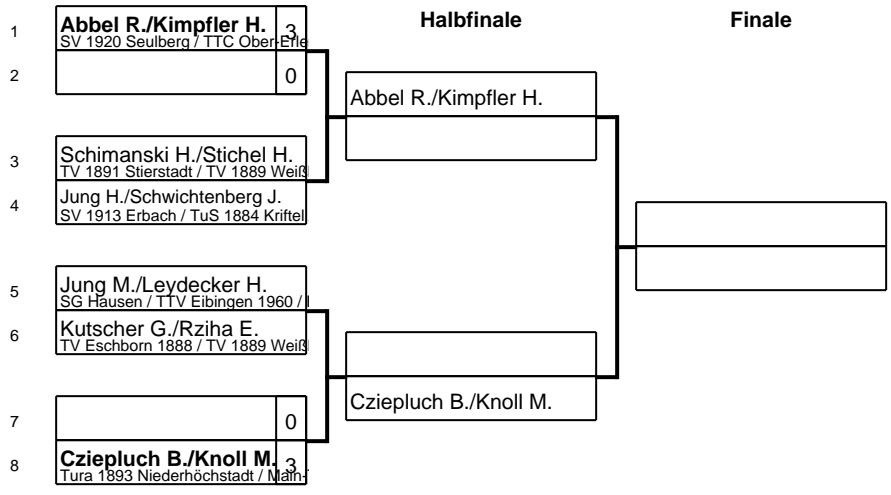 Halbfinale
Finale
1
Abbel R./Kimpfler H. 3
SV 1920 Seulberg / TTC Ober-Erle
2
0
Abbel R./Kimpfler H.
3
Schimanski H./Stichel H.
TV 1891 Stierstadt / TV 1889 Weiß
4
Jung H./Schwichtenberg J.
SV 1913 Erbach / TuS 1884 Kriftel
5
Jung M./Leydecker H.
SG Hausen / TTV Eibingen 1960 /
6
Kutscher G./Rziha E.
TV Eschborn 1888 / TV 1889 Weiß
Cziepluch B./Knoll M.
7
0
8
Cziepluch B./Knoll M. 3
Tura 1893 Niederhöchstadt / Main-